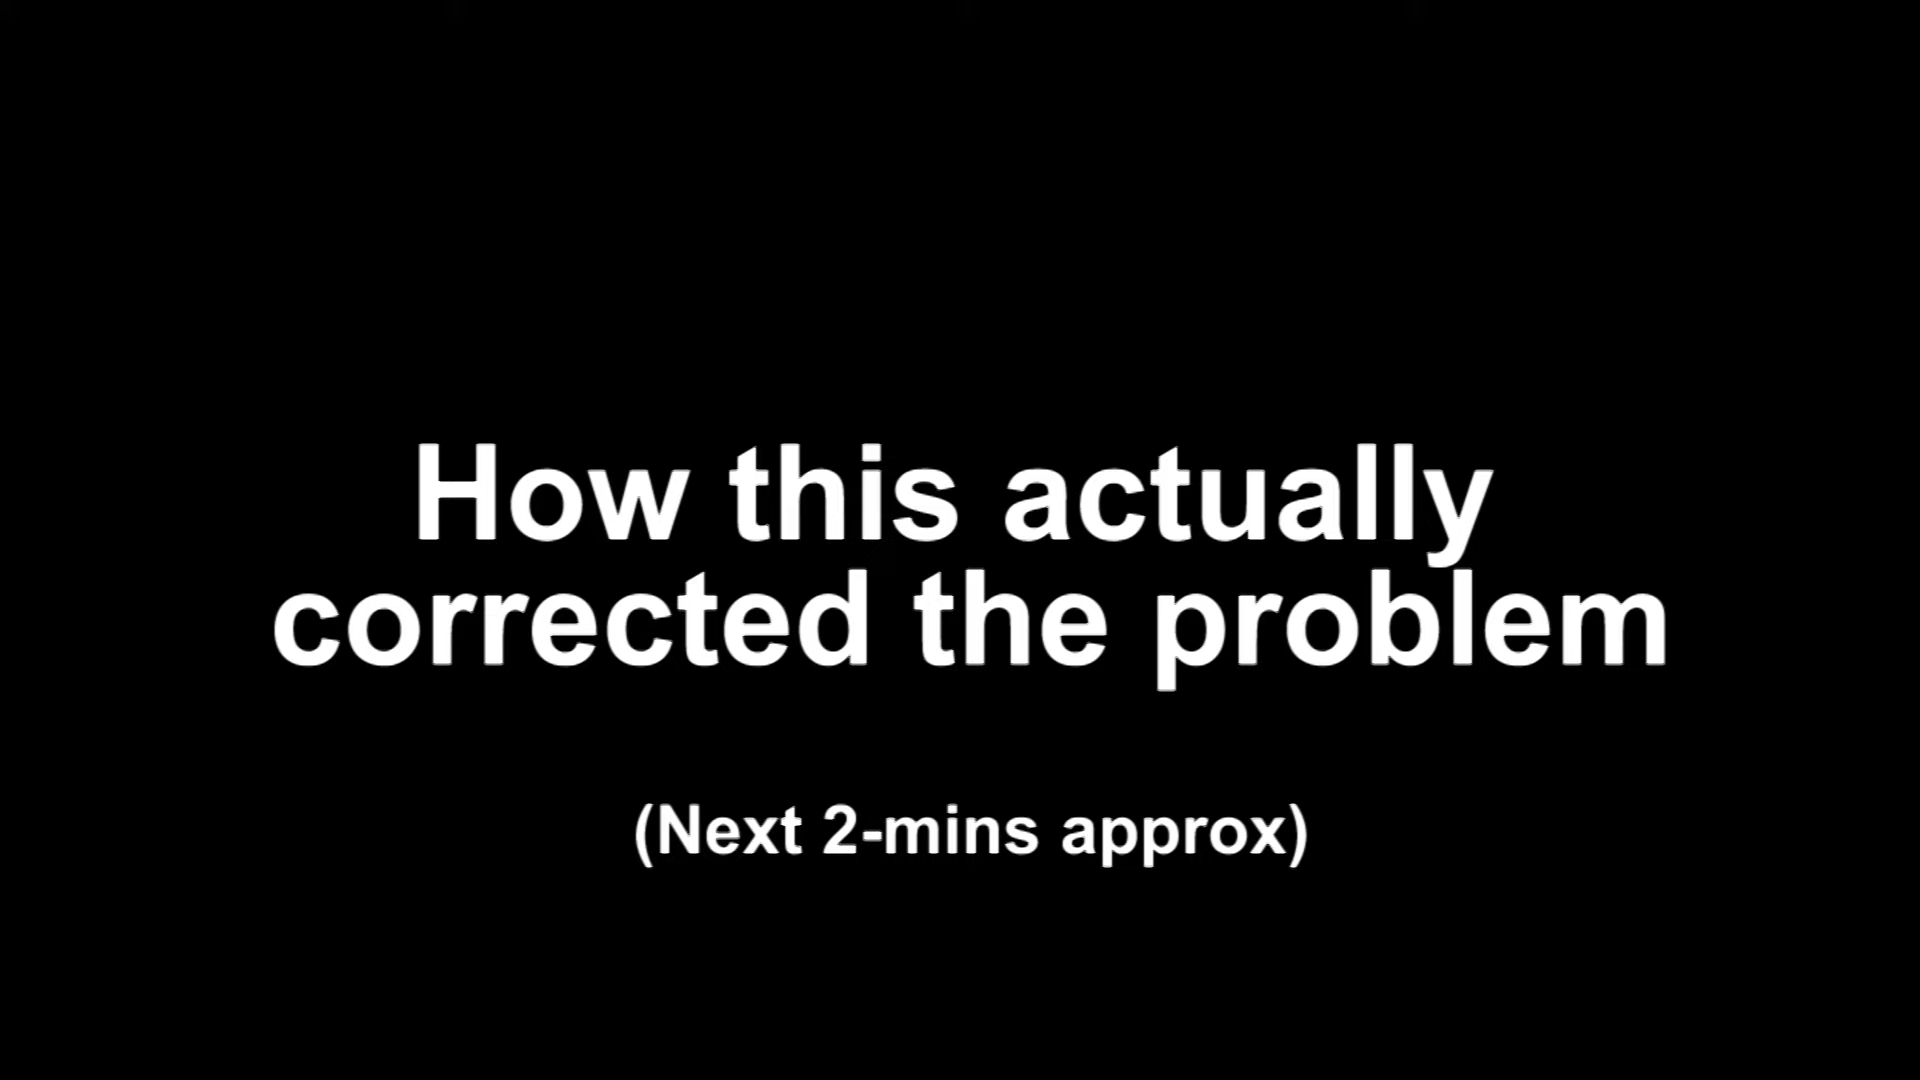 How this actually
corrected the problem
(Next 2-mins approx)